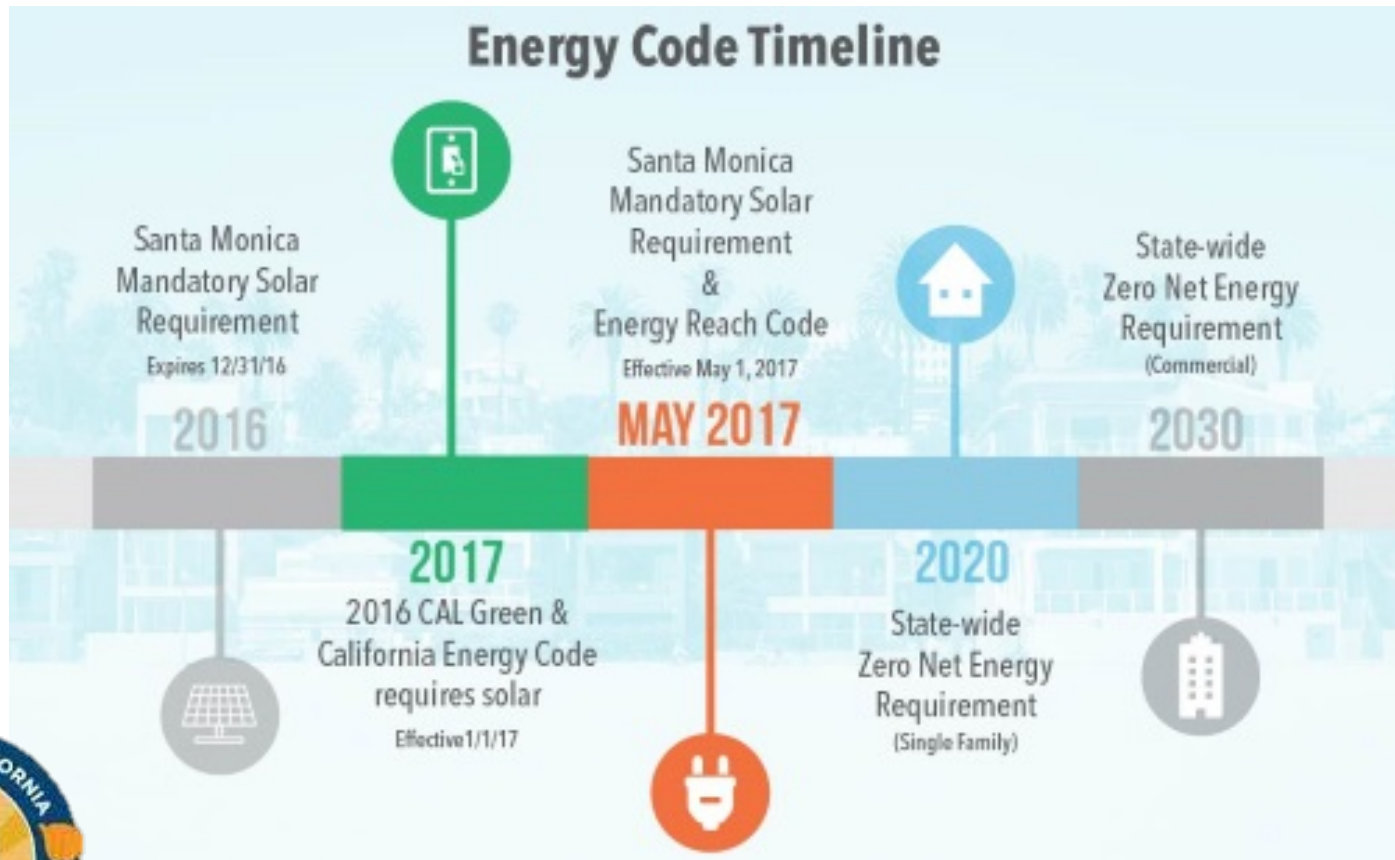 Energy Code Timeline
Santa Monica
Mandatory Solar
Requirement
Expires 12/31/16
2016
2017
2016 CAL Green &
California Energy Code
requires solar
Effective1/1/17
Santa Monica
Mandatory Solar
Requirement
&
Energy Reach Code
Effective May 1, 2017
MAY 2017
2020
State-wide
Zero Net Energy
Requirement
(Single Family)
State-wide
Zero Net Energy
Requirement
(Commercial)
2030
ORNIA